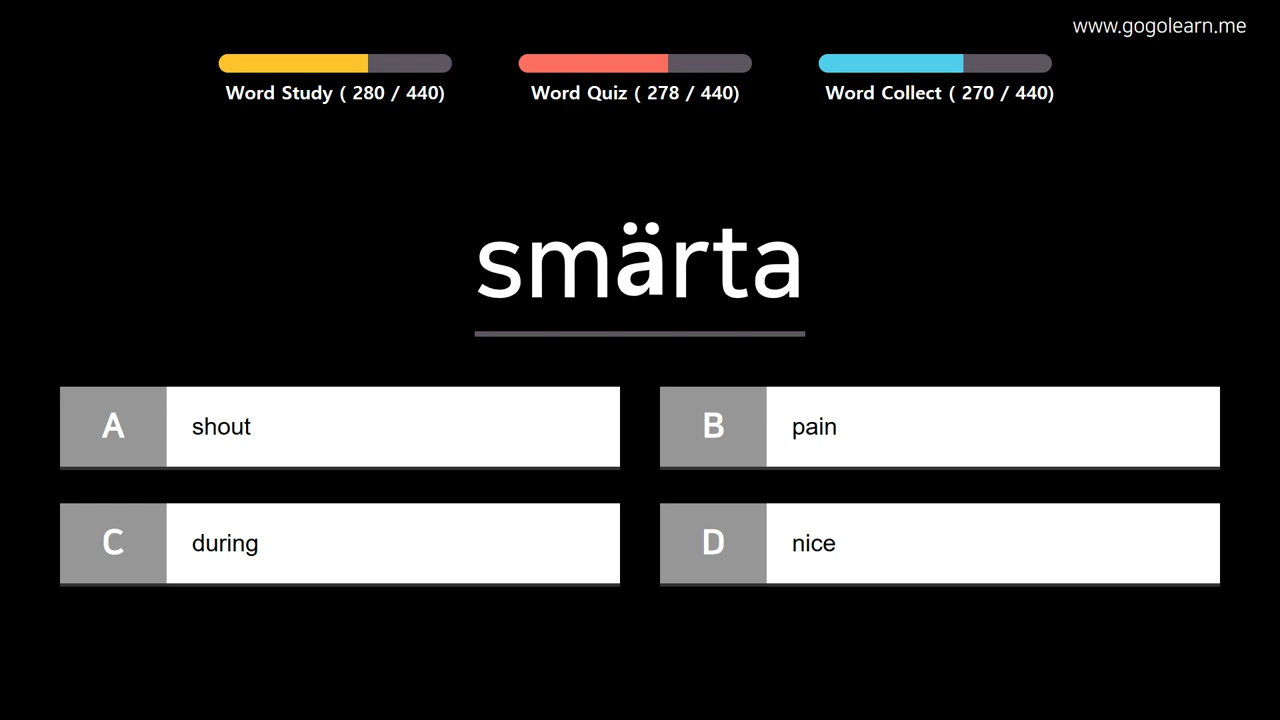 www.gogolearn.me
Word Study ( 280 / 440)
Word Quiz ( 278 / 440)
Word Collect ( 270 / 440)
smärta
A shout
B pain
C during
D nice